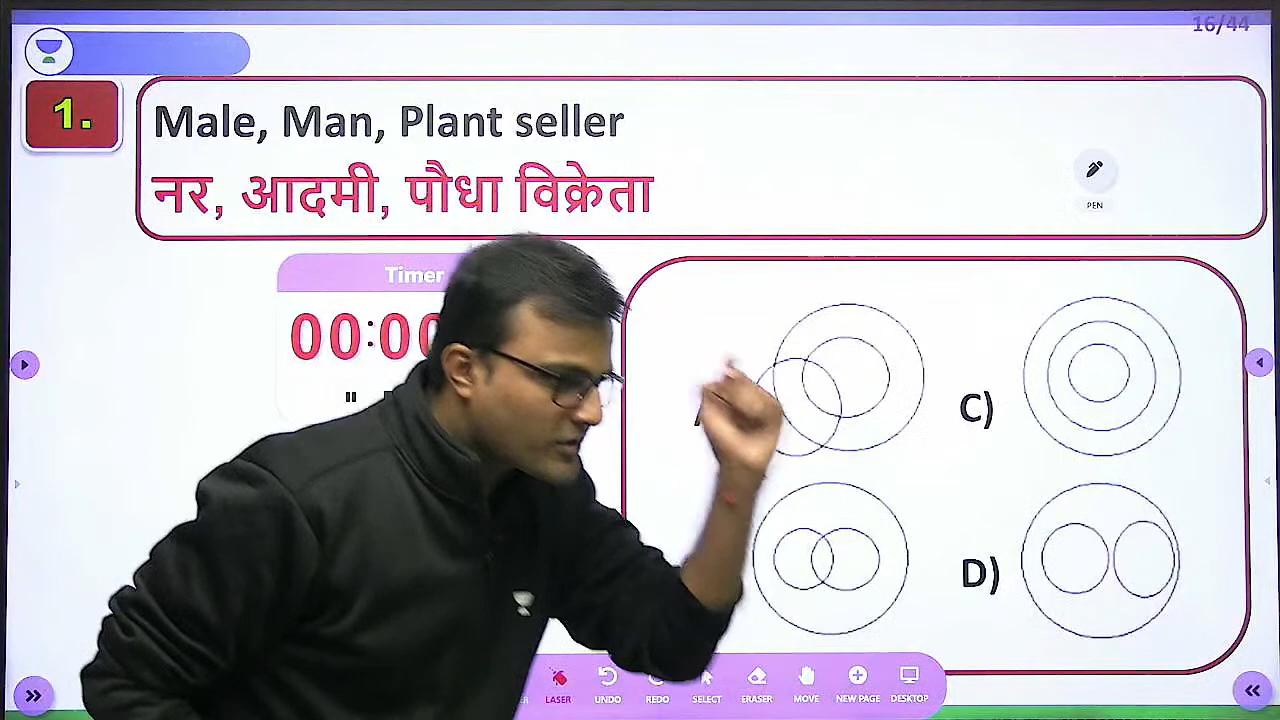 16/44
1.
Male, Man, Plant seller
नर, आदमी, पौधा विक्रेता
PEN
Timer
00:00
C)
D)
LASER
UNDO
REDO
SELECT
ERASER
MOVE
NEW PAGE
DESKTOP